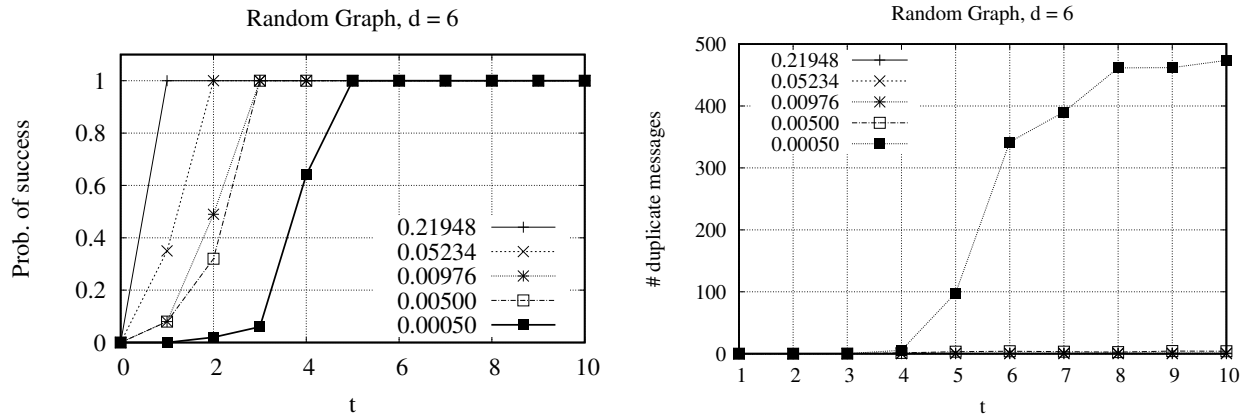 Random Graph, d = 6
Prob. of success
1
0.8
0.6
0.4
0.2
0
0.21948
0.05234
0.00976
0.00500
0.00050
0 2 4 6 8 10
t
Random Graph, d = 6
# duplicate messages
500
400
300
200
100
0
0.21948
0.05234
0.00976
0.00500
0.00050
1 2 3 4 5 6 7 8 9 10
t